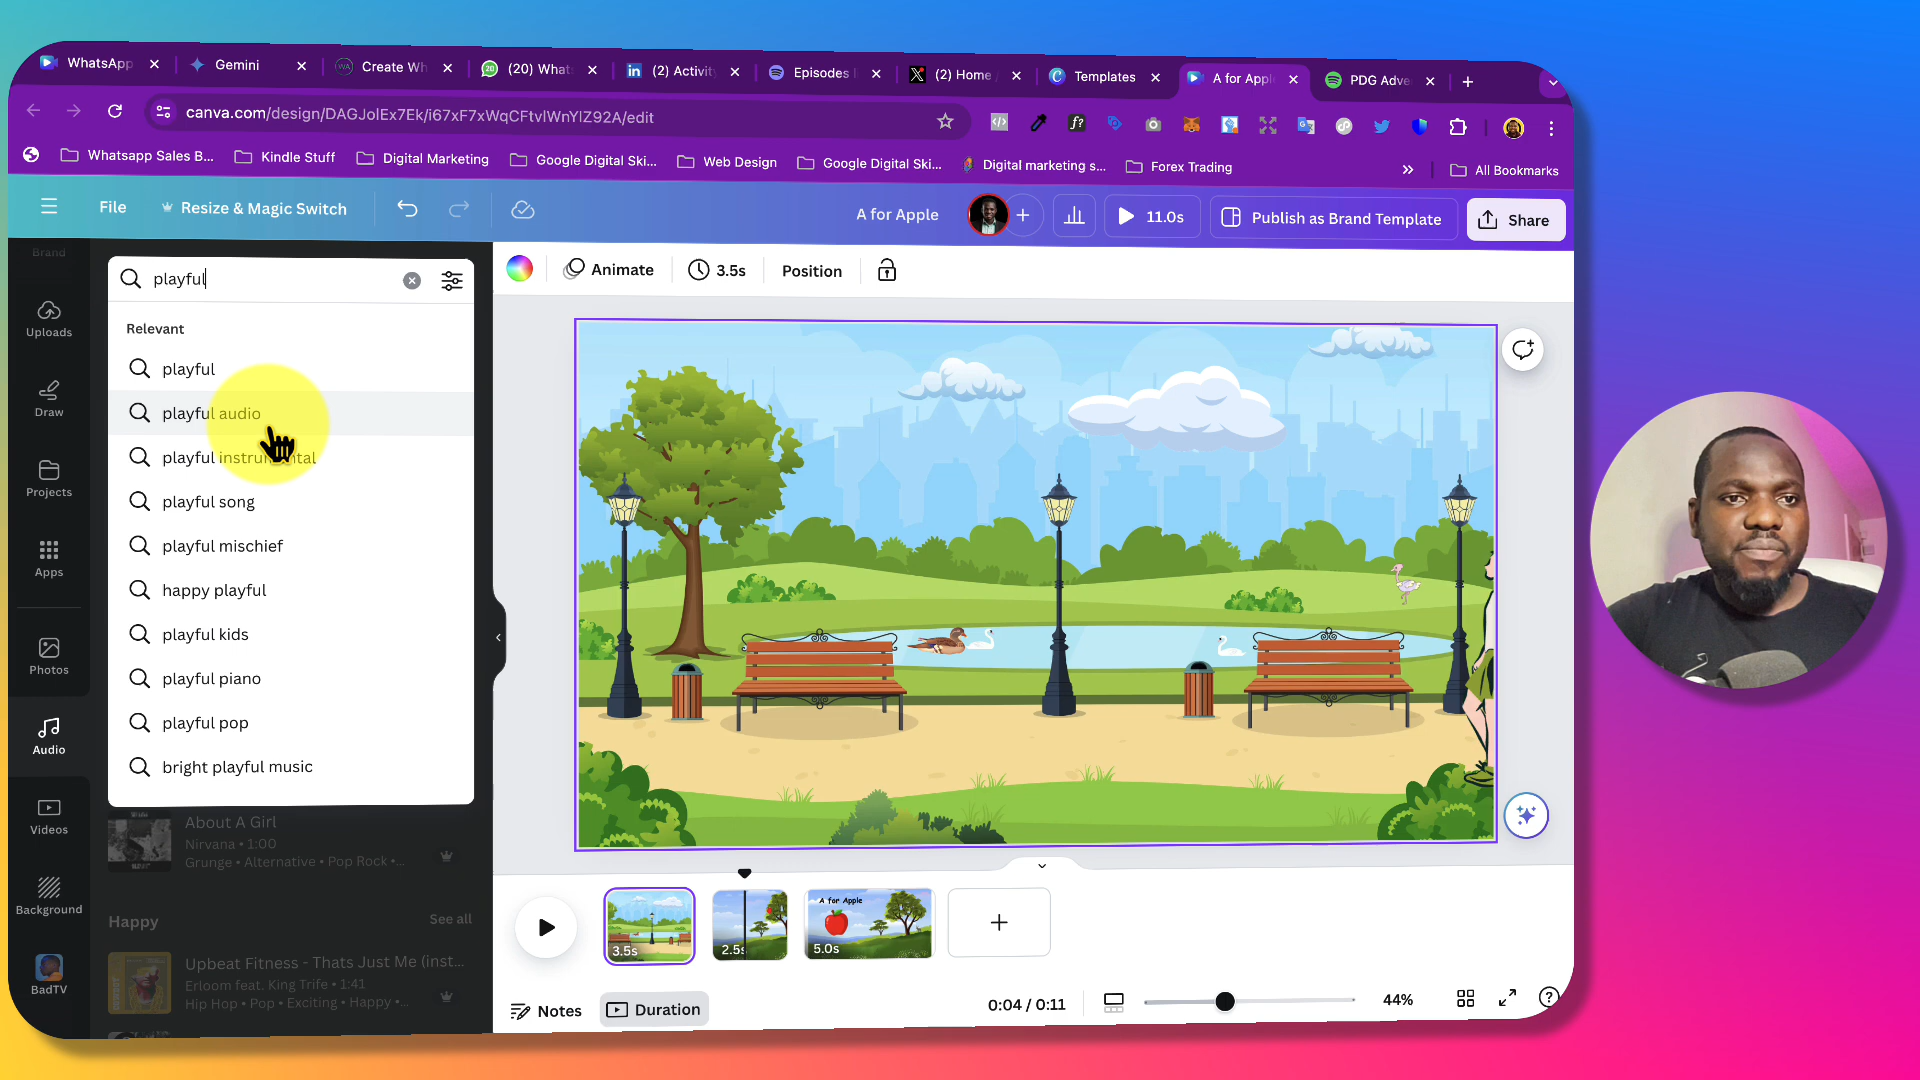 WhatsApp
Gemini
Create Wh
(20) Whats
(2) Activity
Episodes
(2) Home /
Templates
A for Apple
PDG Adve
canva.com/design/DAGJolEx7Ek/i67xF7xWqCFtvIWnYlZ92A/edit
Whatsapp Sales B...
Kindle Stuff
Digital Marketing
Google Digital Ski...
Web Design
Google Digital Ski...
Digital marketing s...
Forex Trading
»
All Bookmarks
File
Resize & Magic Switch
A for Apple
11.0s
Publish as Brand Template
Share
Brand
Uploads
Draw
Projects
Apps
Photos
Audio
Videos
Background
BadTV
playful
Relevant
playful
playful audio
playful instrumental
playful song
playful mischief
happy playful
playful kids
playful piano
playful pop
bright playful music
About A Girl
Nirvana • 1:00
Grunge • Alternative • Pop Rock •...
Happy
See all
Upbeat Fitness - Thats Just Me (inst...
Erloom feat. King Trife • 1:41
Hip Hop • Pop • Exciting • Happy •...
Animate
3.5s
Position
3.5s
2.5s
A for Apple
5.0s
Notes
Duration
0:04 / 0:11
44%